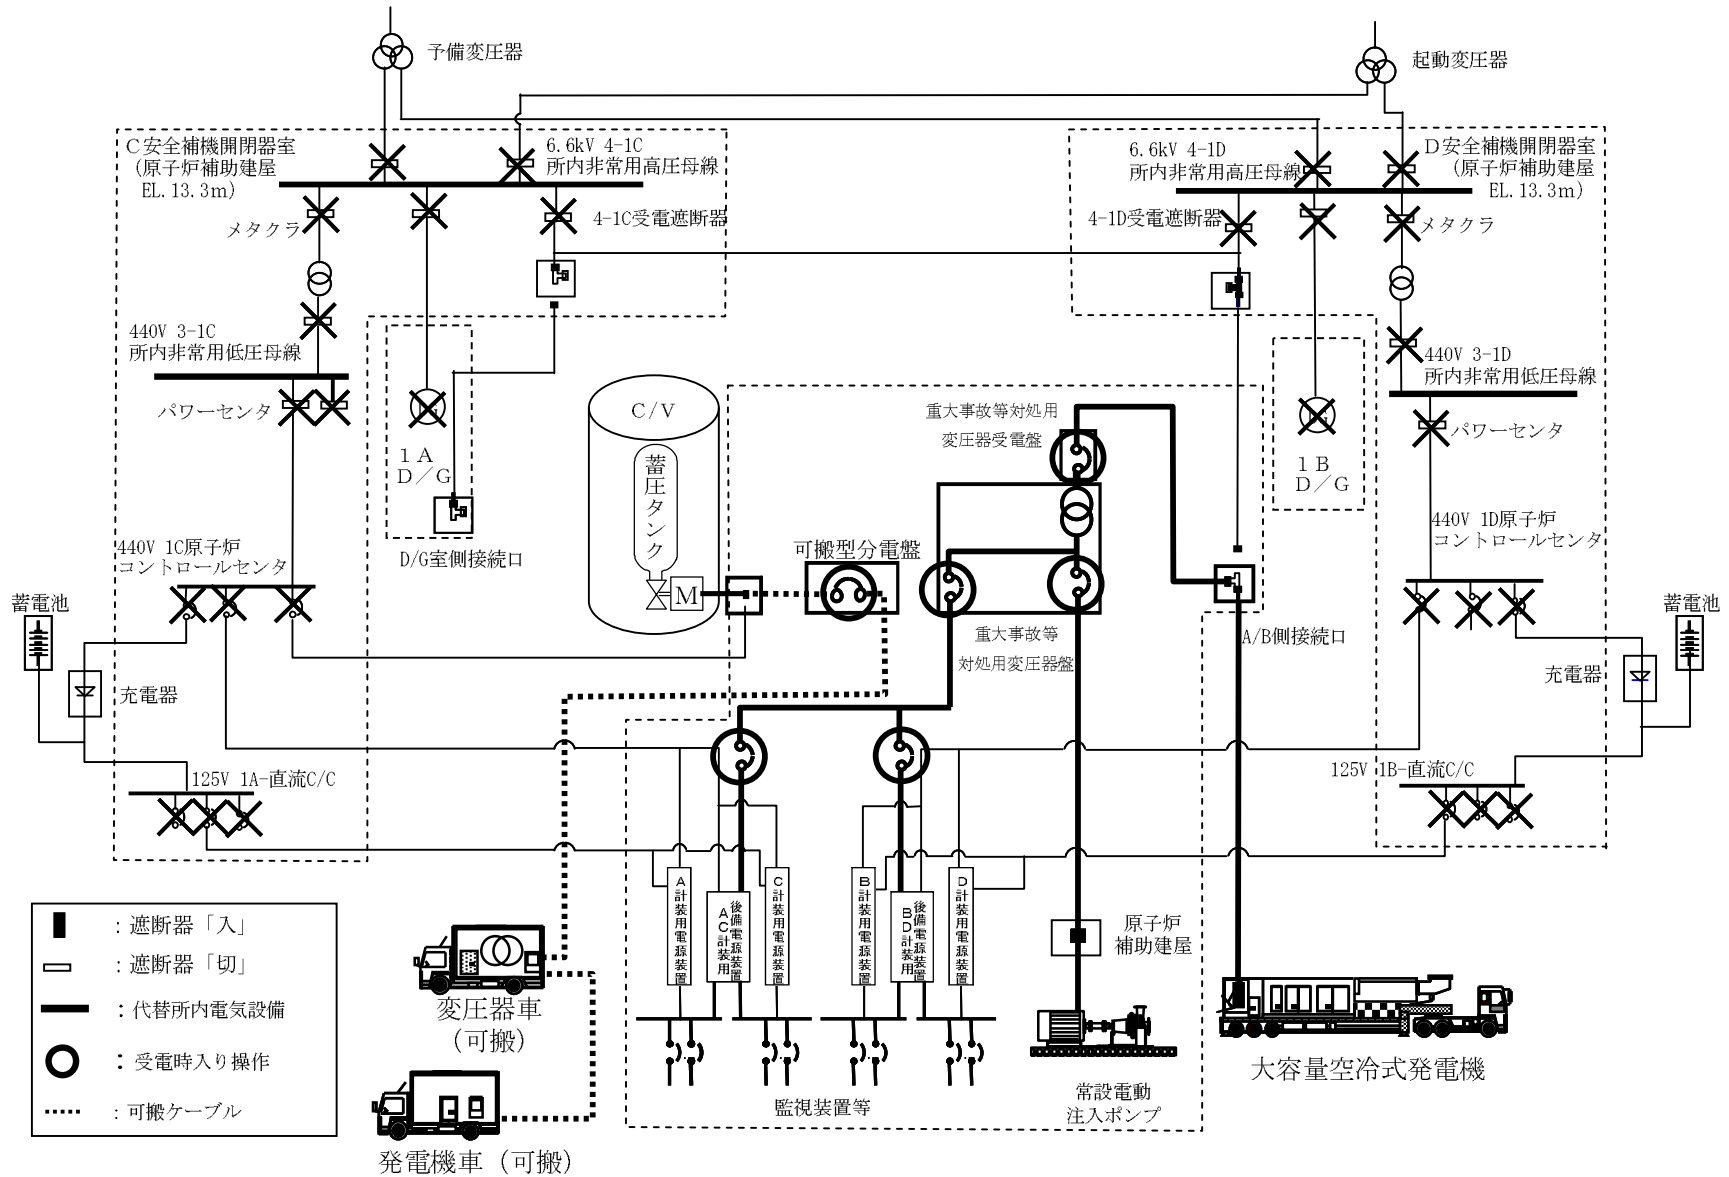 予備変圧器
起動変圧器
C安全補機開閉器室
(原子炉補助建屋
EL.13.3m)
6.6kV 4-1C
所内非常用高圧母線
6.6kV 4-1D
所内非常用高圧母線
D安全補機開閉器室
(原子炉補助建屋
EL.13.3m)
メタクラ
4-1C受電遮断器
4-1D受電遮断器
メタクラ
440V 3-1C
所内非常用低圧母線
パワーセンタ
440V 3-1D
所内非常用低圧母線
パワーセンタ
1A
D/G
1B
D/G
D/G室側接続口
C/V
蓄圧タンク
M
重大事故等対処用
変圧器受電盤
可搬型分電盤
重大事故等
対処用変圧器盤
A/B側接続口
440V 1C原子炉
コントロールセンタ
440V 1D原子炉
コントロールセンタ
蓄電池
充電器
蓄電池
充電器
125V 1A-直流C/C
125V 1B-直流C/C
A計装用電源装置
後備電源装置
AC計装用
C計装用電源装置
B計装用電源装置
後備電源装置
BD計装用
D計装用電源装置
原子炉
補助建屋
監視装置等
常設電動
注入ポンプ
大容量空冷式発電機
変圧器車
(可搬)
発電機車(可搬)
:遮断器「入」
:遮断器「切」
:代替所内電気設備
:受電時入り操作
:可搬ケーブル